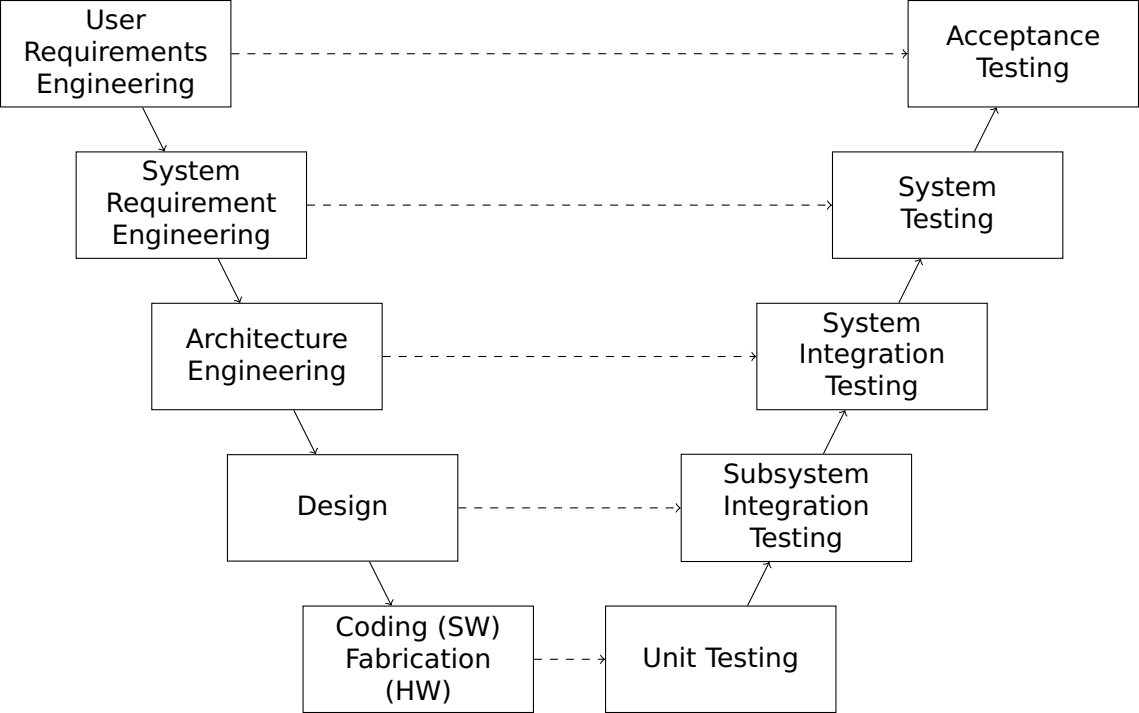 User
Requirements
Engineering
Acceptance
Testing
System
Requirement
Engineering
System
Testing
Architecture
Engineering
System
Integration
Testing
Design
Subsystem
Integration
Testing
Coding (SW)
Fabrication
(HW)
Unit Testing